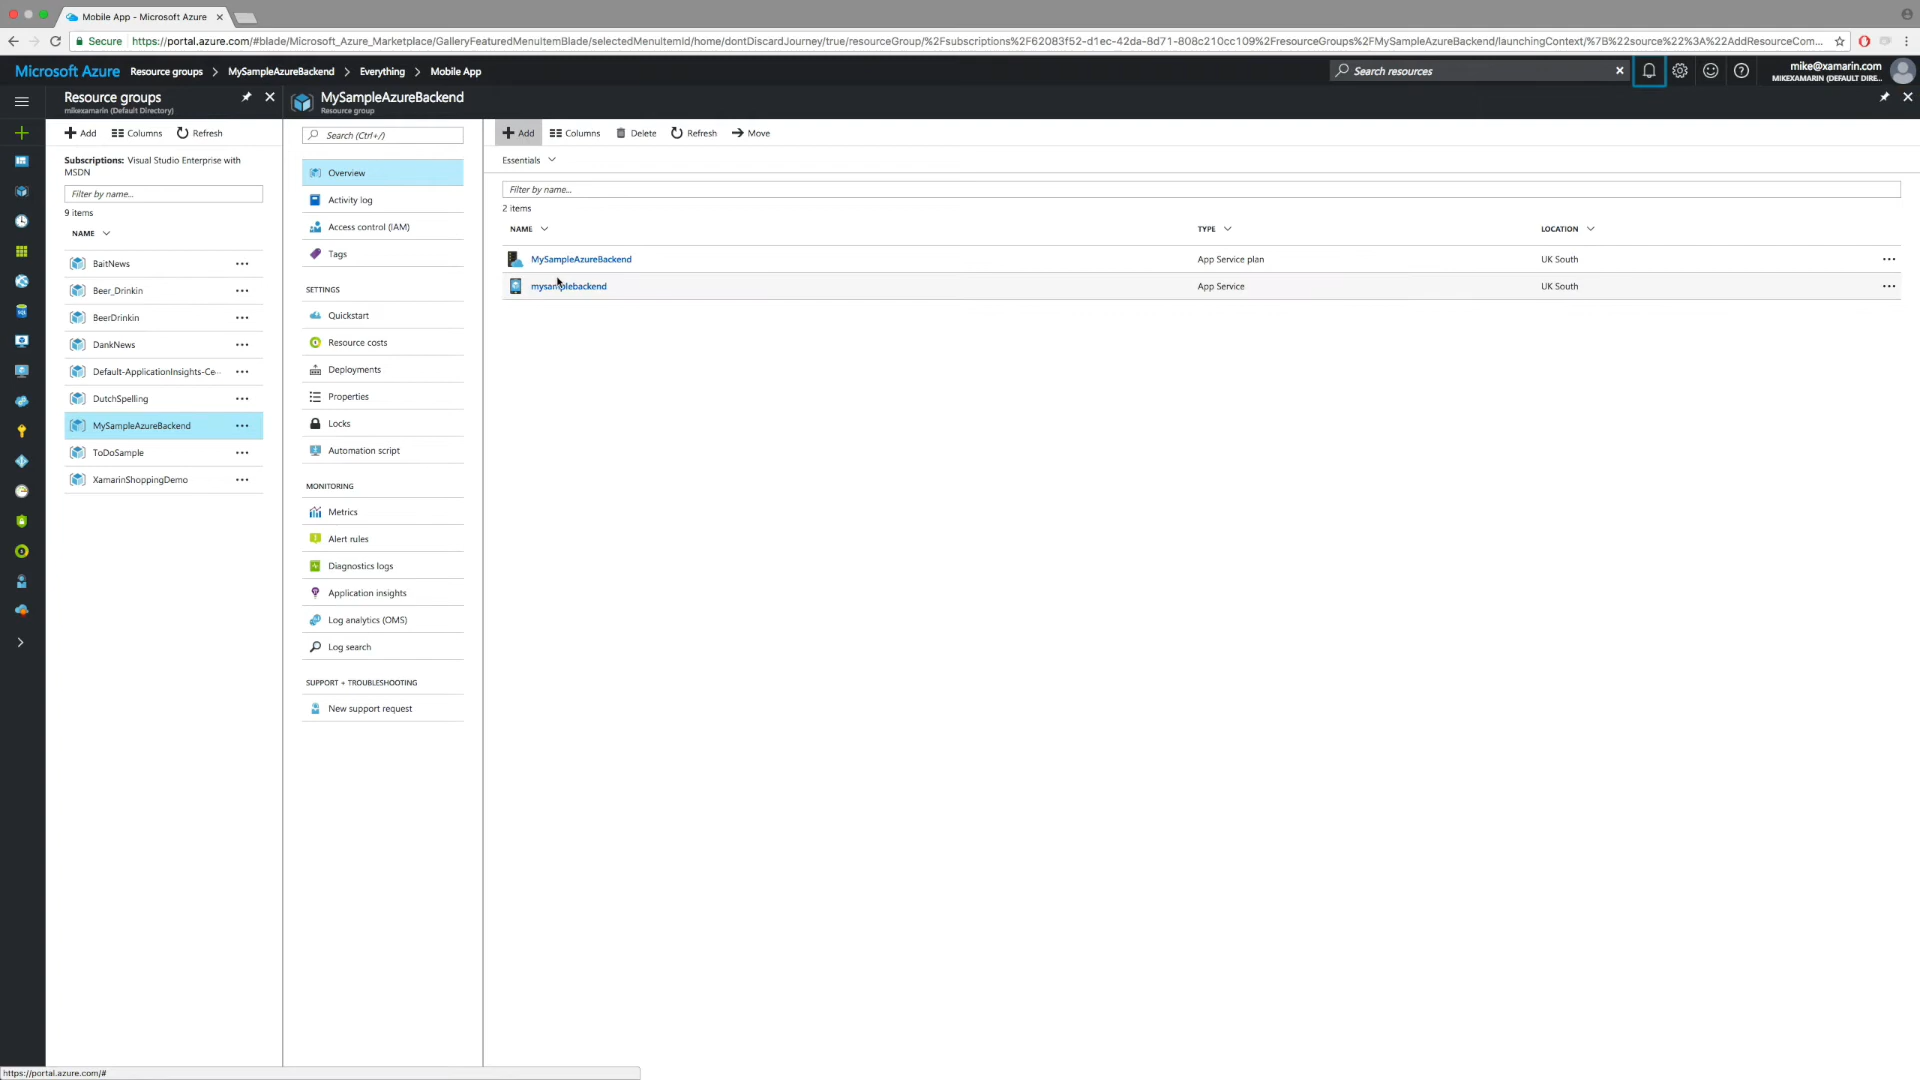 Mobile App - Microsoft Azure
Secure https://portal.azure.com/#blade/Microsoft_Azure_Marketplace/GalleryFeaturedMenuItemBlade/selectedMenuItemId/home/dontDiscardJourney/true/resourceGroup/%2Fsubscriptions%2F62083f52-d1ec-42da-8d71-808c210cc109%2FresourceGroups%2FMySampleAzureBackend/launchingContext/%7B%22source%22%3A%22AddResourceCom...
Microsoft Azure Resource groups > MySampleAzureBackend > Everything > Mobile App
Search resources
mike@xamarin.com
MIKEXAMARIN (DEFAULT DIRE...
Resource groups
mikexamarin (Default Directory)
Add Columns Refresh
Subscriptions: Visual Studio Enterprise with
MSDN
Filter by name...
9 items
NAME
BaitNews
Beer_Drinkin
BeerDrinkin
DankNews
Default-ApplicationInsights-Ce...
DutchSpelling
MySampleAzureBackend
ToDoSample
XamarinShoppingDemo
MySampleAzureBackend
Resource group
Search (Ctrl+/)
Overview
Activity log
Access control (IAM)
Tags
SETTINGS
Quickstart
Resource costs
Deployments
Properties
Locks
Automation script
MONITORING
Metrics
Alert rules
Diagnostics logs
Application insights
Log analytics (OMS)
Log search
SUPPORT + TROUBLESHOOTING
New support request
Add Columns Delete Refresh Move
Essentials
Filter by name...
2 items
NAME TYPE LOCATION
MySampleAzureBackend App Service plan UK South
mysamplebackend App Service UK South
https://portal.azure.com/#